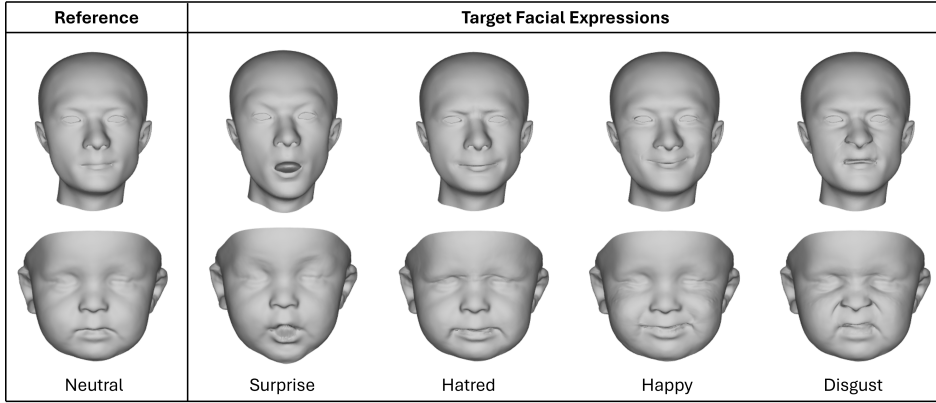 Reference
Target Facial Expressions
Neutral
Surprise
Hatred
Happy
Disgust